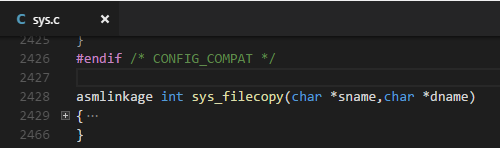 C sys.c ×
2425 }
2426 #endif /* CONFIG_COMPAT */
2427
2428 asmlinkage int sys_filecopy(char *sname,char *dname)
2429 { ...
2466 }